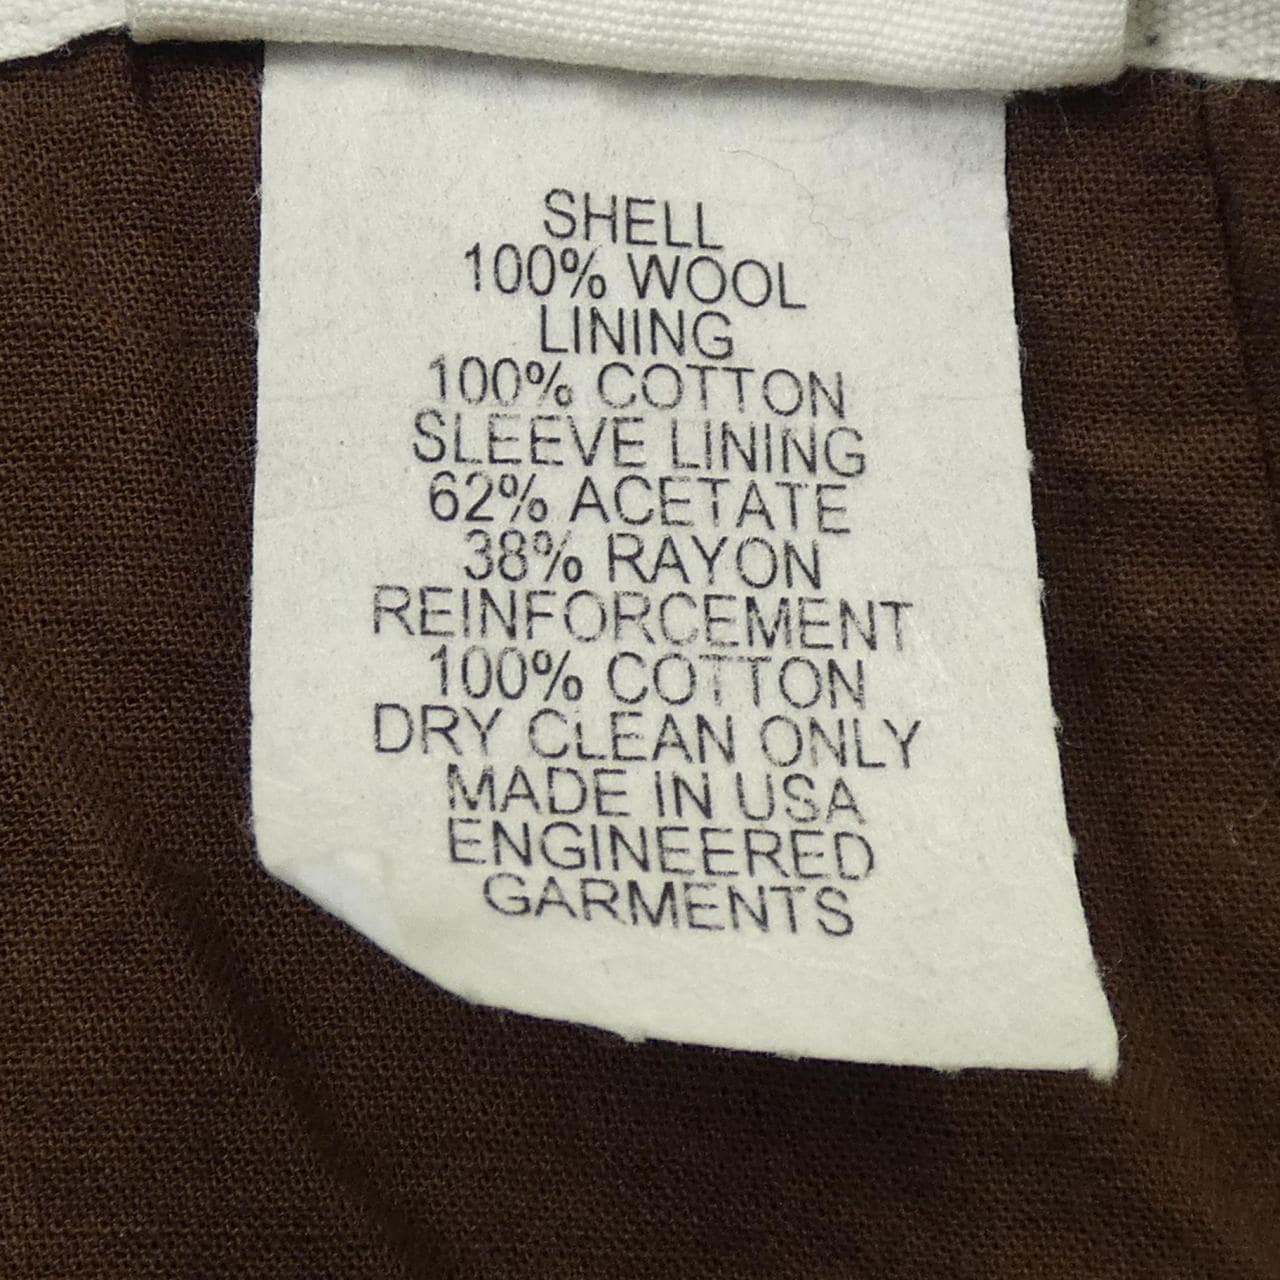 SHELL
100% WOOL
LINING
100% COTTON
SLEEVE LINING
62% ACETATE
38% RAYON
REINFORCEMENT
100% COTTON
DRY CLEAN ONLY
MADE IN USA
ENGINEERED
GARMENTS